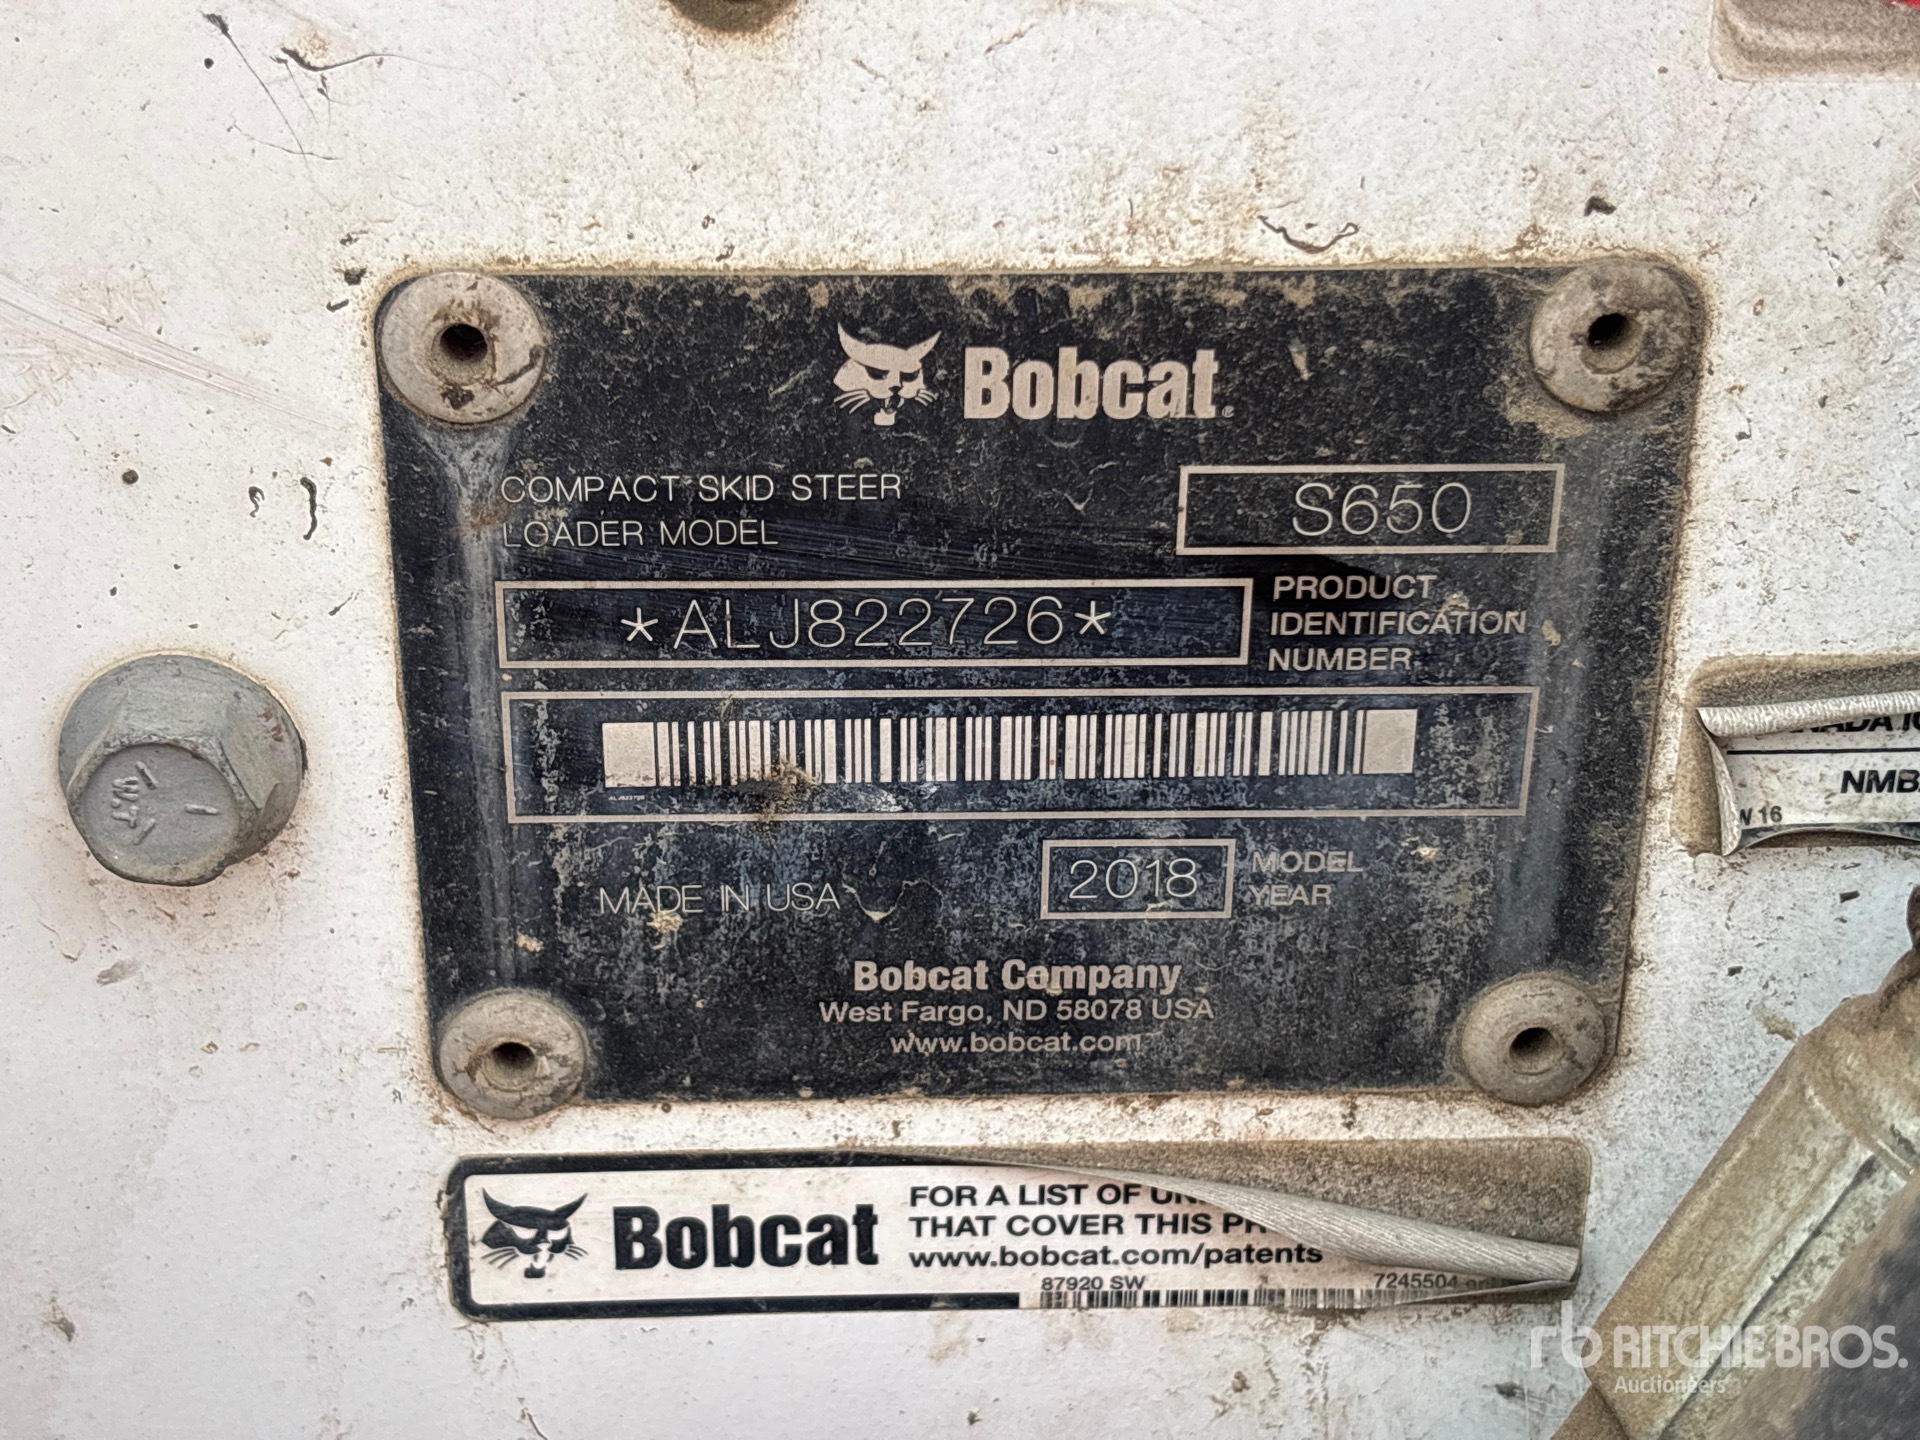 Bobcat®
COMPACT SKID STEER
LOADER MODEL
S650
*ALJ822726*
PRODUCT
IDENTIFICATION
NUMBER
ALJ822726
MADE IN USA
2018
MODEL
YEAR
Bobcat Company
West Fargo, ND 58078 USA
www.bobcat.com
NMB
16
Bobcat
FOR A LIST OF
THAT COVER THIS
www.bobcat.com/patents
87920 SW
7245504
rb RITCHIE BROS.
Auctioneers